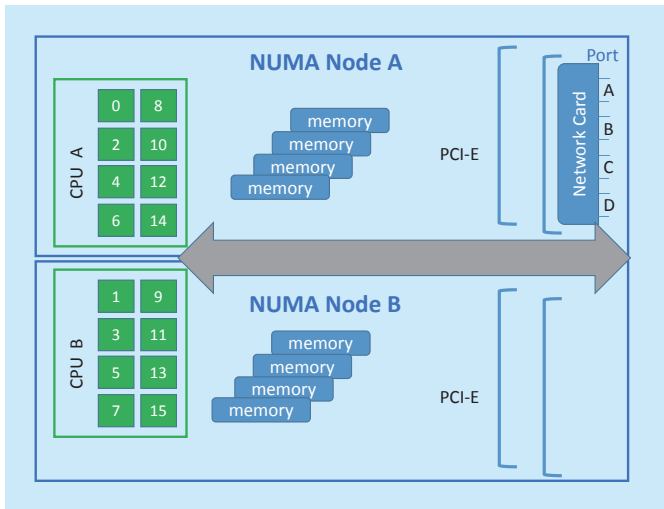 NUMA Node A
Port
CPU A
0 8
2 10
4 12
6 14
memory
memory
memory
memory
PCI-E
Network Card
A
B
C
D
NUMA Node B
CPU B
1 9
3 11
5 13
7 15
memory
memory
memory
memory
PCI-E